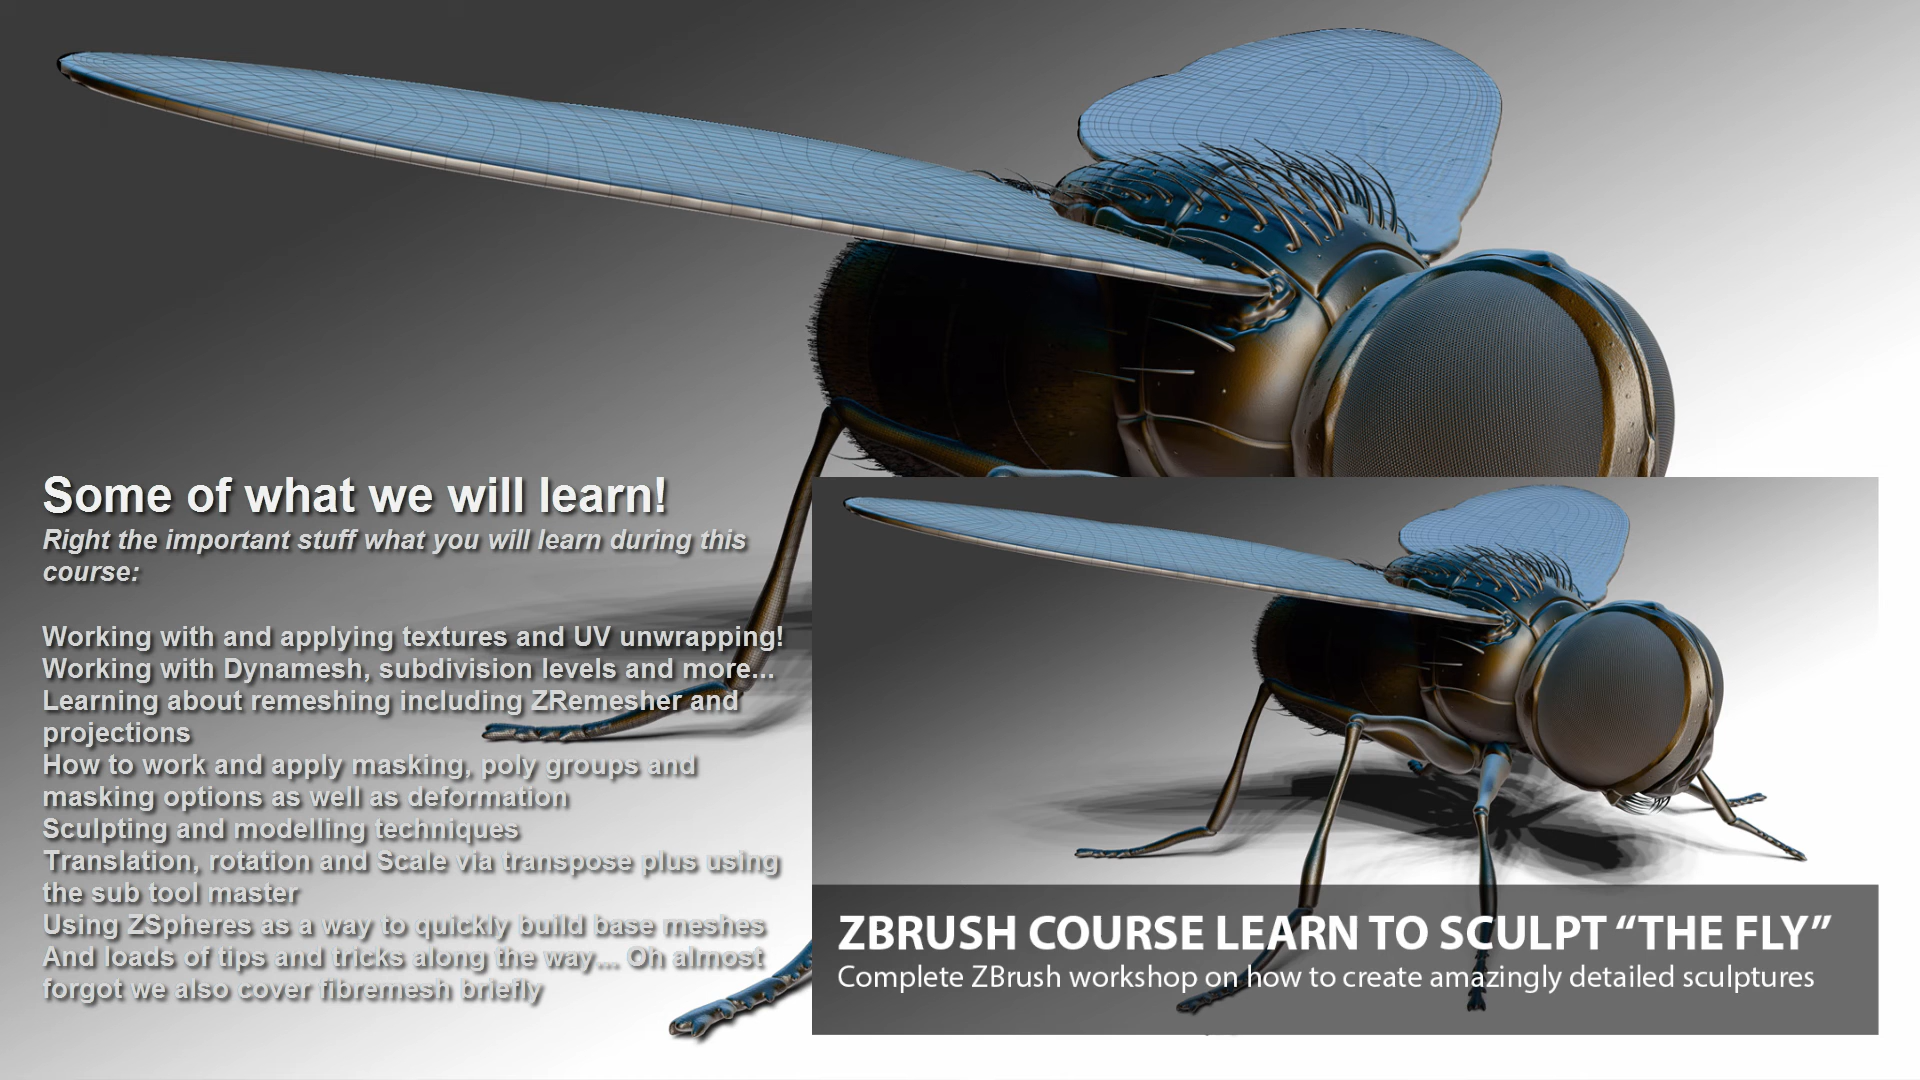 Some of what we will learn!
Right the important stuff what you will learn during this
course:
Working with and applying textures and UV unwrapping!
Working with Dynamesh, subdivision levels and more...
Learning about remeshing including ZRemesher and
projections
How to work and apply masking, poly groups and
masking options as well as deformation
Sculpting and modelling techniques
Translation, rotation and Scale via transpose plus using
the sub tool master
Using ZSpheres as a way to quickly build base meshes
And loads of tips and tricks along the way... Oh almost
forgot we also cover fibremesh briefly
ZBRUSH COURSE LEARN TO SCULPT “THE FLY”
Complete ZBrush workshop on how to create amazingly detailed sculptures